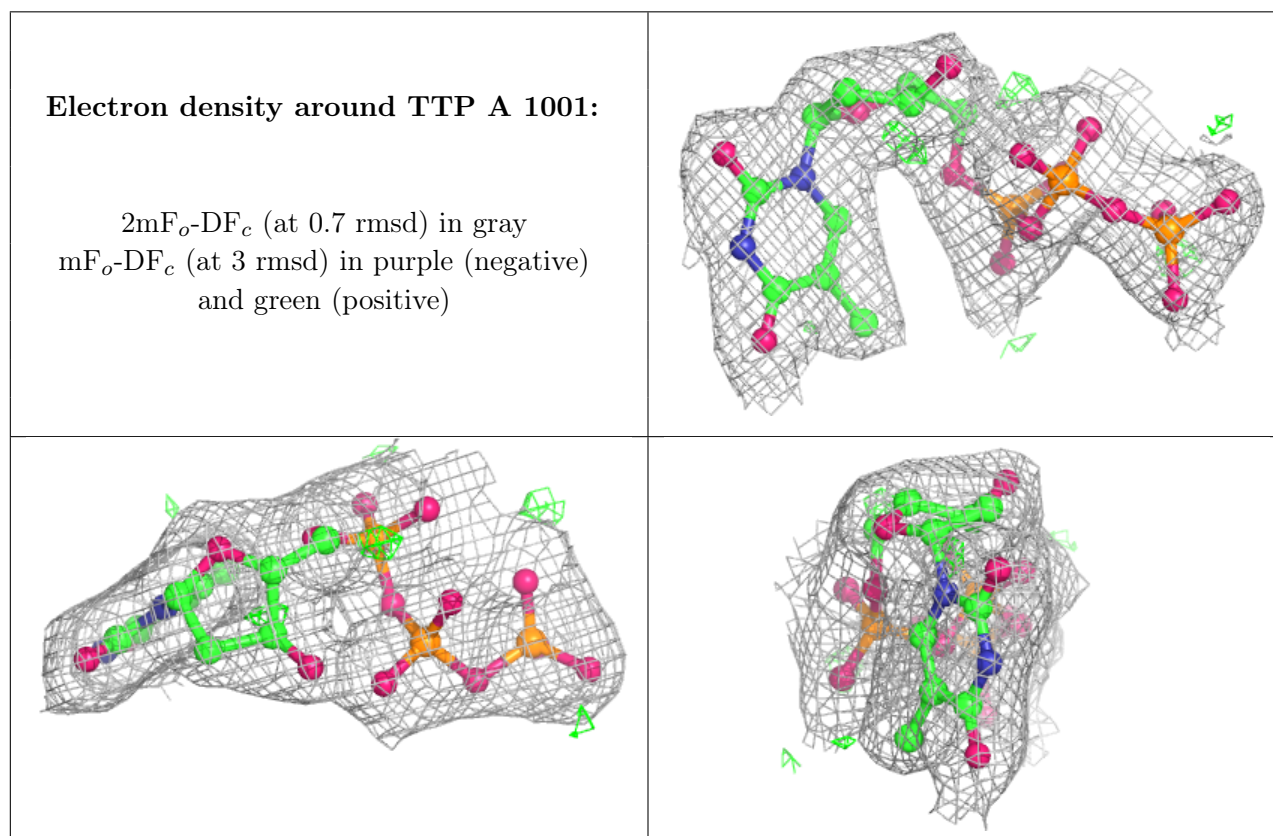 Electron density around TTP A 1001:
2mFₒ-DF𝒸 (at 0.7 rmsd) in gray
mFₒ-DF𝒸 (at 3 rmsd) in purple (negative)
and green (positive)